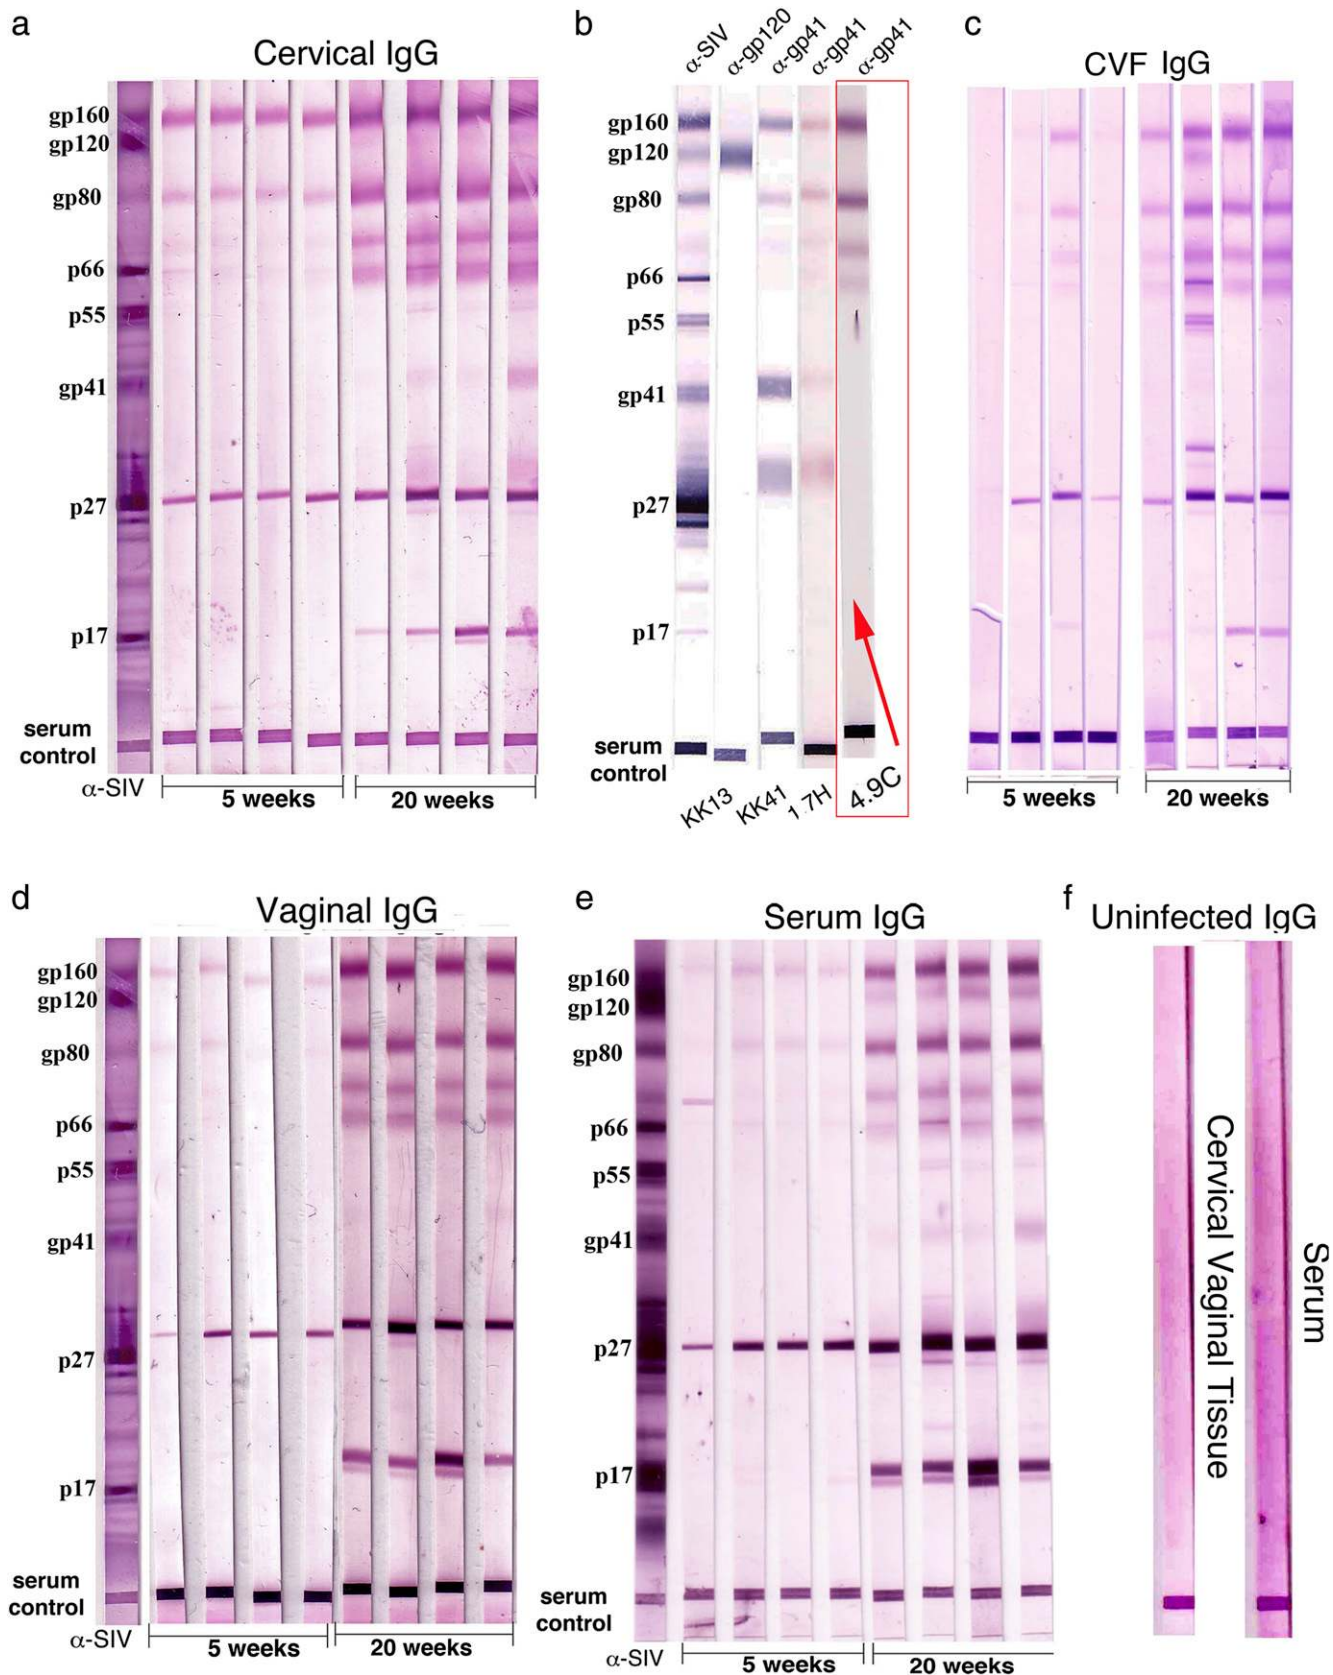 a
Cervical IgG
gp160
gp120
gp80
p66
p55
gp41
p27
p17
serum
control
α-SIV
5 weeks
20 weeks
b
α-SIV
α-gp120
α-gp41
α-gp41
α-gp41
gp160
gp120
gp80
p66
p55
gp41
p27
p17
serum
control
KK13
KK41
1.7H
4.9C
c
CVF IgG
5 weeks
20 weeks
d
Vaginal IgG
gp160
gp120
gp80
p66
p55
gp41
p27
p17
serum
control
α-SIV
5 weeks
20 weeks
e
Serum IgG
gp160
gp120
gp80
p66
p55
gp41
p27
p17
serum
control
α-SIV
5 weeks
20 weeks
f
Uninfected IgG
Cervical Vaginal Tissue
Serum